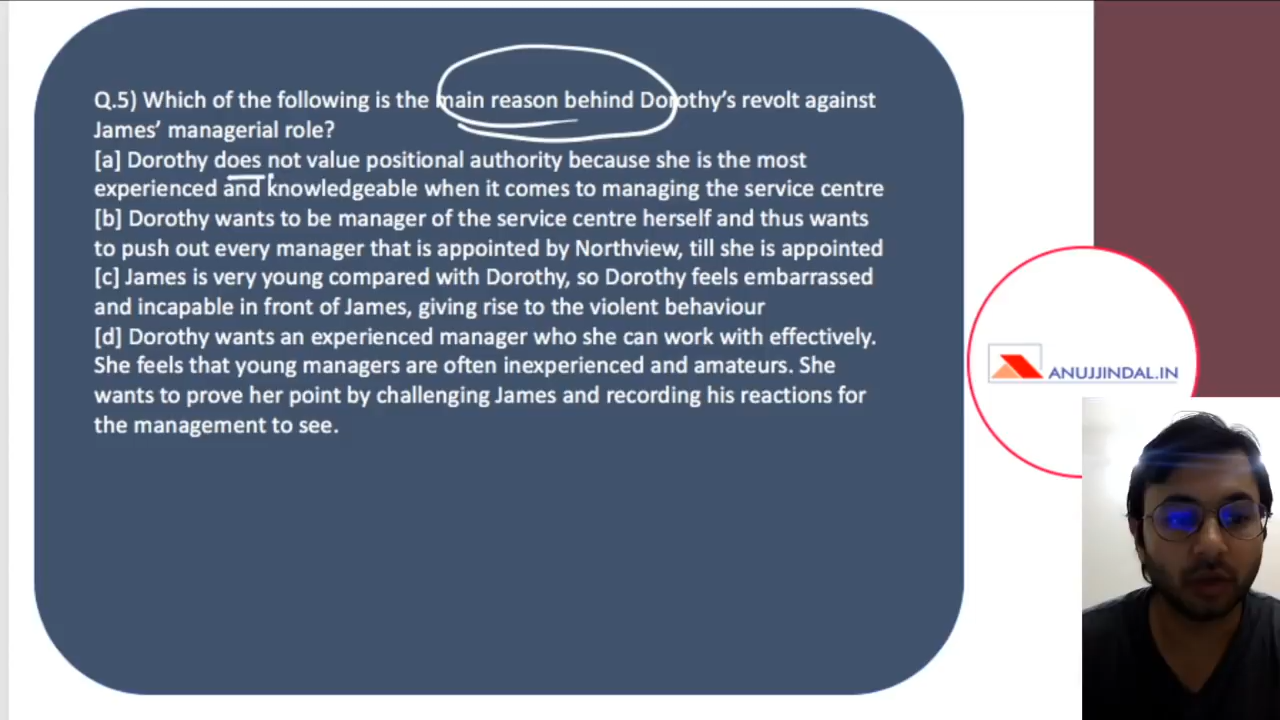 Q.5) Which of the following is the main reason behind Dorothy’s revolt against
James’ managerial role?
[a] Dorothy does not value positional authority because she is the most
experienced and knowledgeable when it comes to managing the service centre
[b] Dorothy wants to be manager of the service centre herself and thus wants
to push out every manager that is appointed by Northview, till she is appointed
[c] James is very young compared with Dorothy, so Dorothy feels embarrassed
and incapable in front of James, giving rise to the violent behaviour
[d] Dorothy wants an experienced manager who she can work with effectively.
She feels that young managers are often inexperienced and amateurs. She
wants to prove her point by challenging James and recording his reactions for
the management to see.
ANUJJINDAL.IN